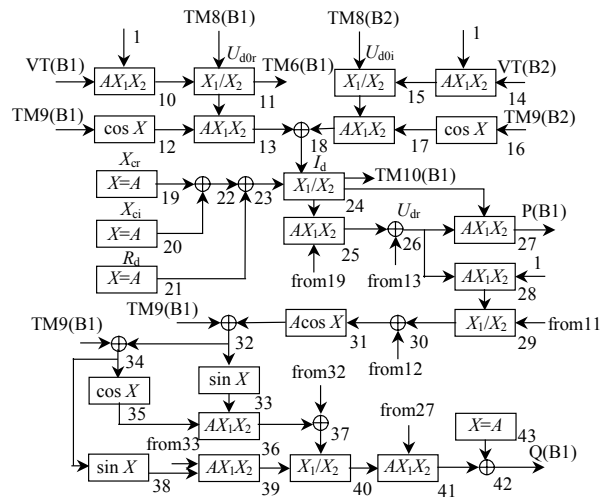 TM8(B1) TM8(B2)
1 1
U_d0r U_d0i
VT(B1) AX₁X₂ X₁/X₂ TM6(B1) X₁/X₂ AX₁X₂ VT(B2)
10 11 15 14
TM9(B1) cos X AX₁X₂ AX₁X₂ cos X TM9(B2)
12 13 18 17 16
X_cr I_d
X=A X₁/X₂ TM10(B1)
19 22 23 24
X_ci U_dr
X=A AX₁X₂ AX₁X₂ P(B1)
20 25 26 27
R_d
X=A from19 from13 AX₁X₂ 1
21 28
TM9(B1) Acos X X₁/X₂ from11
32 31 30 29
TM9(B1) from12
34
cos X sin X
35 33 from32 from27
AX₁X₂ X=A
from33 36 37 43
sin X AX₁X₂ X₁/X₂ AX₁X₂ Q(B1)
38 39 40 41 42